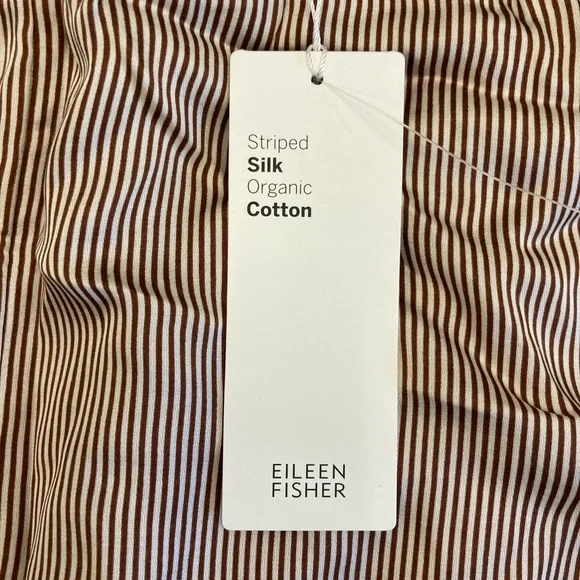 Striped
Silk
Organic
Cotton
EILEEN
FISHER